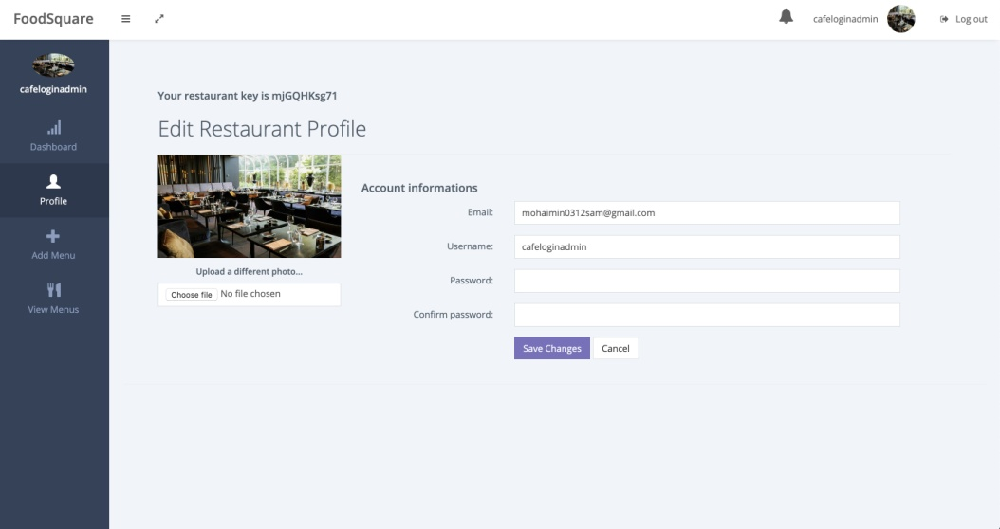 FoodSquare
cafeloginadmin
Log out
cafeloginadmin
Dashboard
Profile
Add Menu
View Menus
Your restaurant key is mjGQHKsg71
Edit Restaurant Profile
Upload a different photo...
Choose file No file chosen
Account informations
Email: mohaimin0312sam@gmail.com
Username: cafeloginadmin
Password:
Confirm password:
Save Changes Cancel